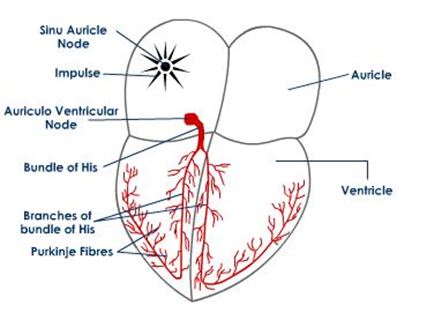 Sinu Auricle
Node
Impulse
Auriculo Ventricular
Node
Bundle of His
Branches of
bundle of His
Purkinje Fibres
Auricle
Ventricle